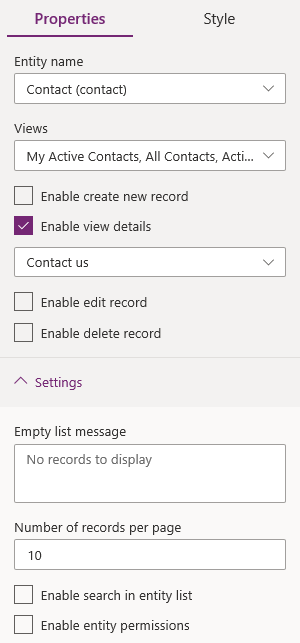 Properties
Style
Entity name
Contact (contact)
Views
My Active Contacts, All Contacts, Acti...
Enable create new record
Enable view details
Contact us
Enable edit record
Enable delete record
Settings
Empty list message
No records to display
Number of records per page
10
Enable search in entity list
Enable entity permissions